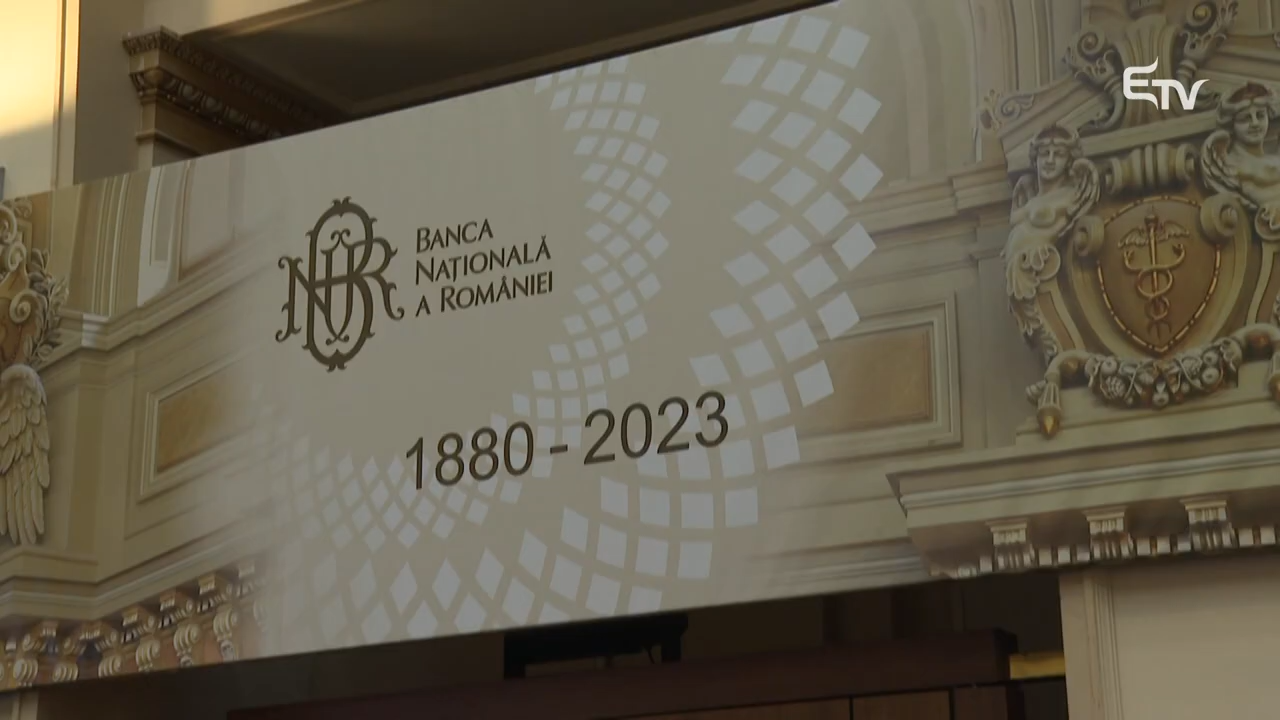 ETV
BNR
BANCA
NAȚIONALĂ
A ROMÂNIEI
1880 - 2023